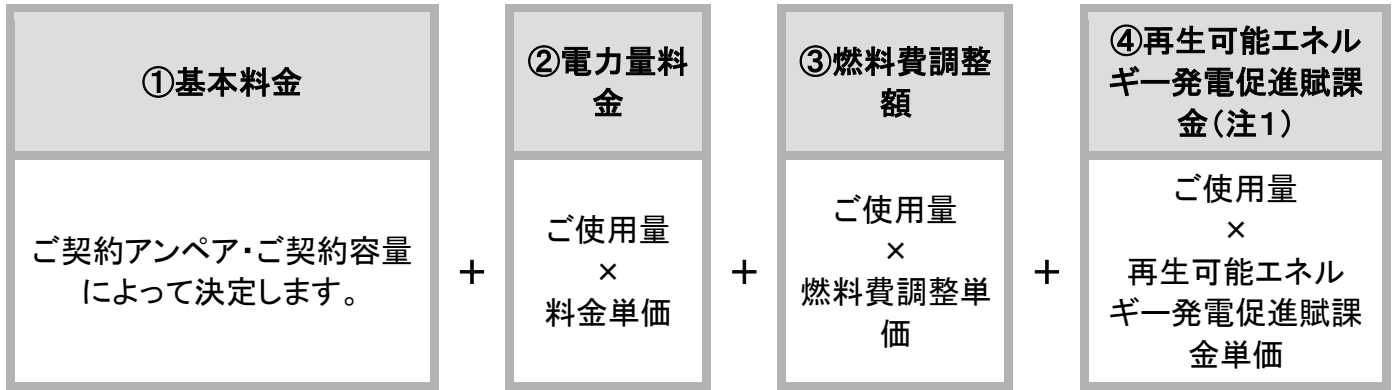 ①基本料金
ご契約アンペア・ご契約容量
によって決定します。
＋
②電力量料
金
ご使用量
×
料金単価
＋
③燃料費調整
額
ご使用量
×
燃料費調整単
価
＋
④再生可能エネル
ギー発電促進賦課
金（注１）
ご使用量
×
再生可能エネル
ギー発電促進賦課
金単価